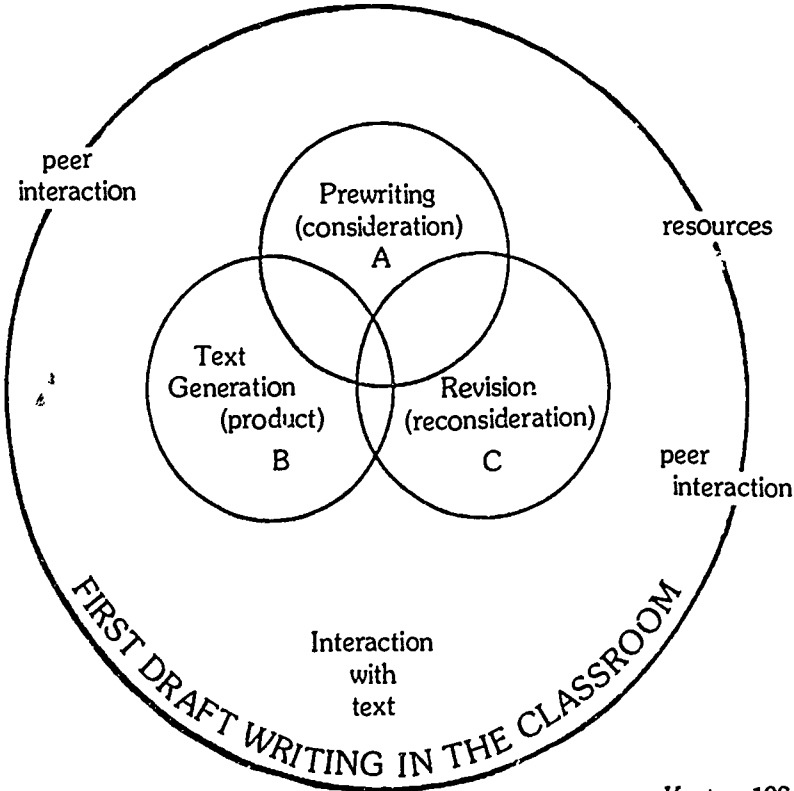 peer
interaction
Prewriting
(consideration)
A
resources
Text
Generation
(product)
B
Revision
(reconsideration)
C
peer
interaction
Interaction
with
text
FIRST DRAFT WRITING IN THE CLASSROOM